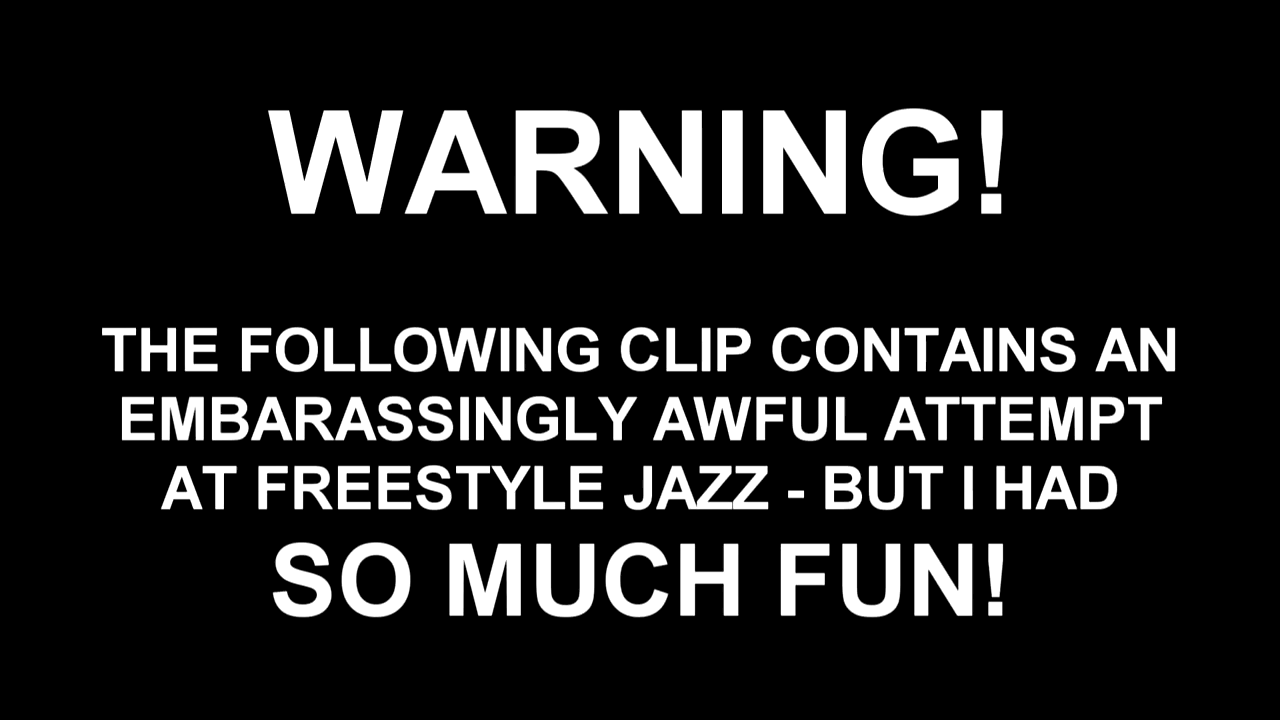 WARNING!
THE FOLLOWING CLIP CONTAINS AN
EMBARASSINGLY AWFUL ATTEMPT
AT FREESTYLE JAZZ - BUT I HAD
SO MUCH FUN!